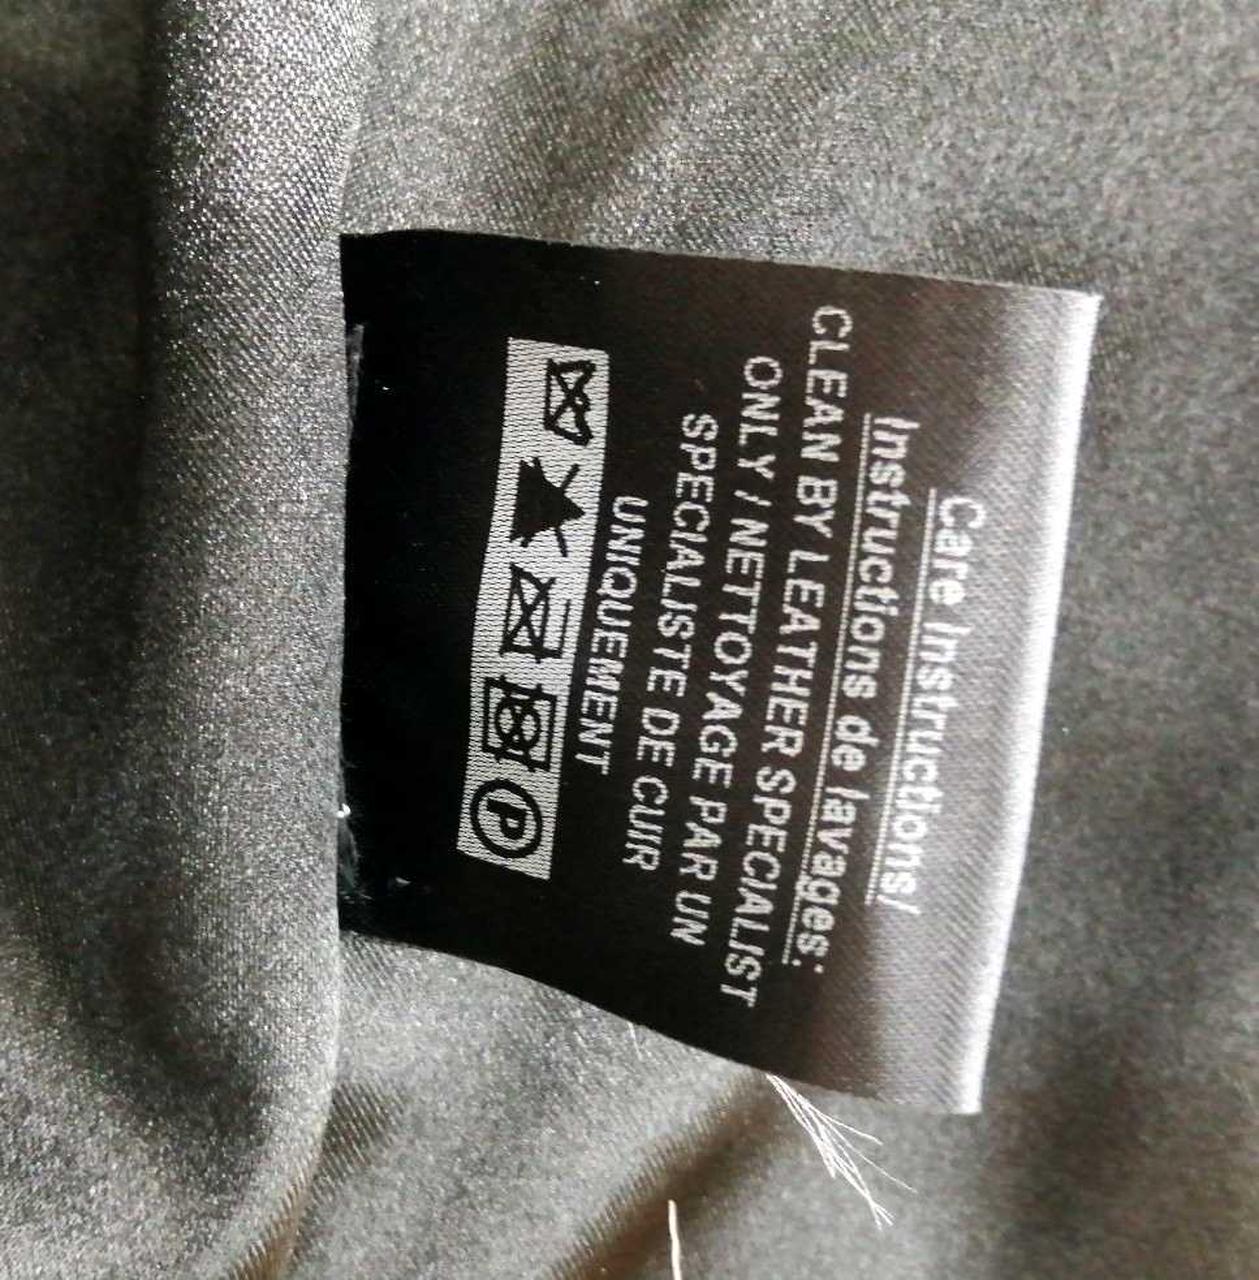 Care Instructions/
Instructions de lavages:
CLEAN BY LEATHER SPECIALIST
ONLY / NETTOYAGE PAR UN
SPECIALISTE DE CUIR
UNIQUEMENT
P